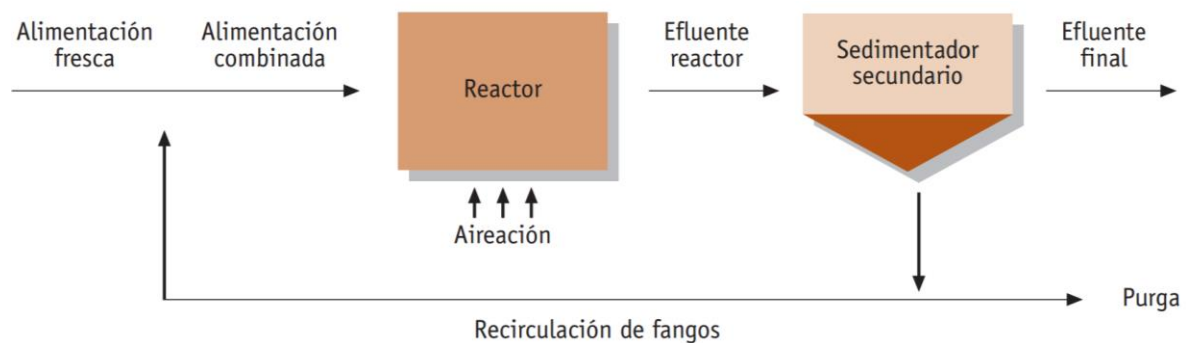 Alimentación
fresca
Alimentación
combinada
Reactor
Efluente
reactor
Sedimentador
secundario
Efluente
final
Aireación
Purga
Recirculación de fangos